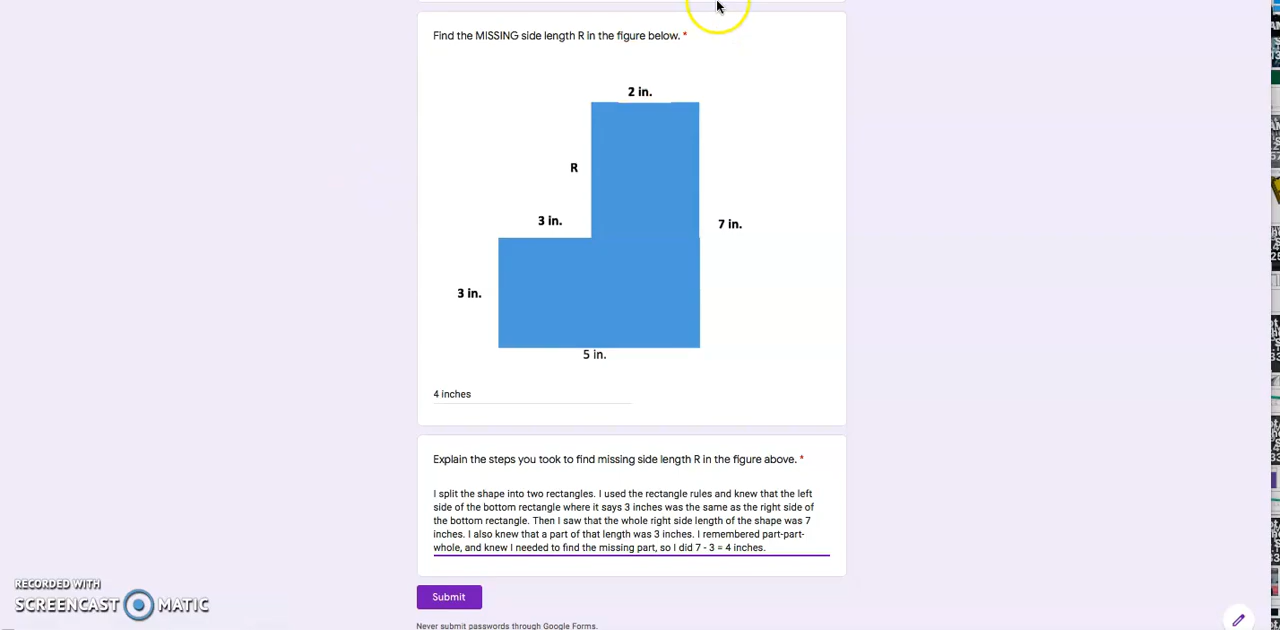 Find the MISSING side length R in the figure below. *
2 in.
R
3 in.
7 in.
3 in.
5 in.
4 inches
Explain the steps you took to find missing side length R in the figure above. *
I split the shape into two rectangles. I used the rectangle rules and knew that the left
side of the bottom rectangle where it says 3 inches was the same as the right side of
the bottom rectangle. Then I saw that the whole right side length of the shape was 7
inches. I also knew that a part of that length was 3 inches. I remembered part-part-
whole, and knew I needed to find the missing part, so I did 7 - 3 = 4 inches.
Submit
Never submit passwords through Google Forms.
RECORDED WITH
SCREENCAST MATIC